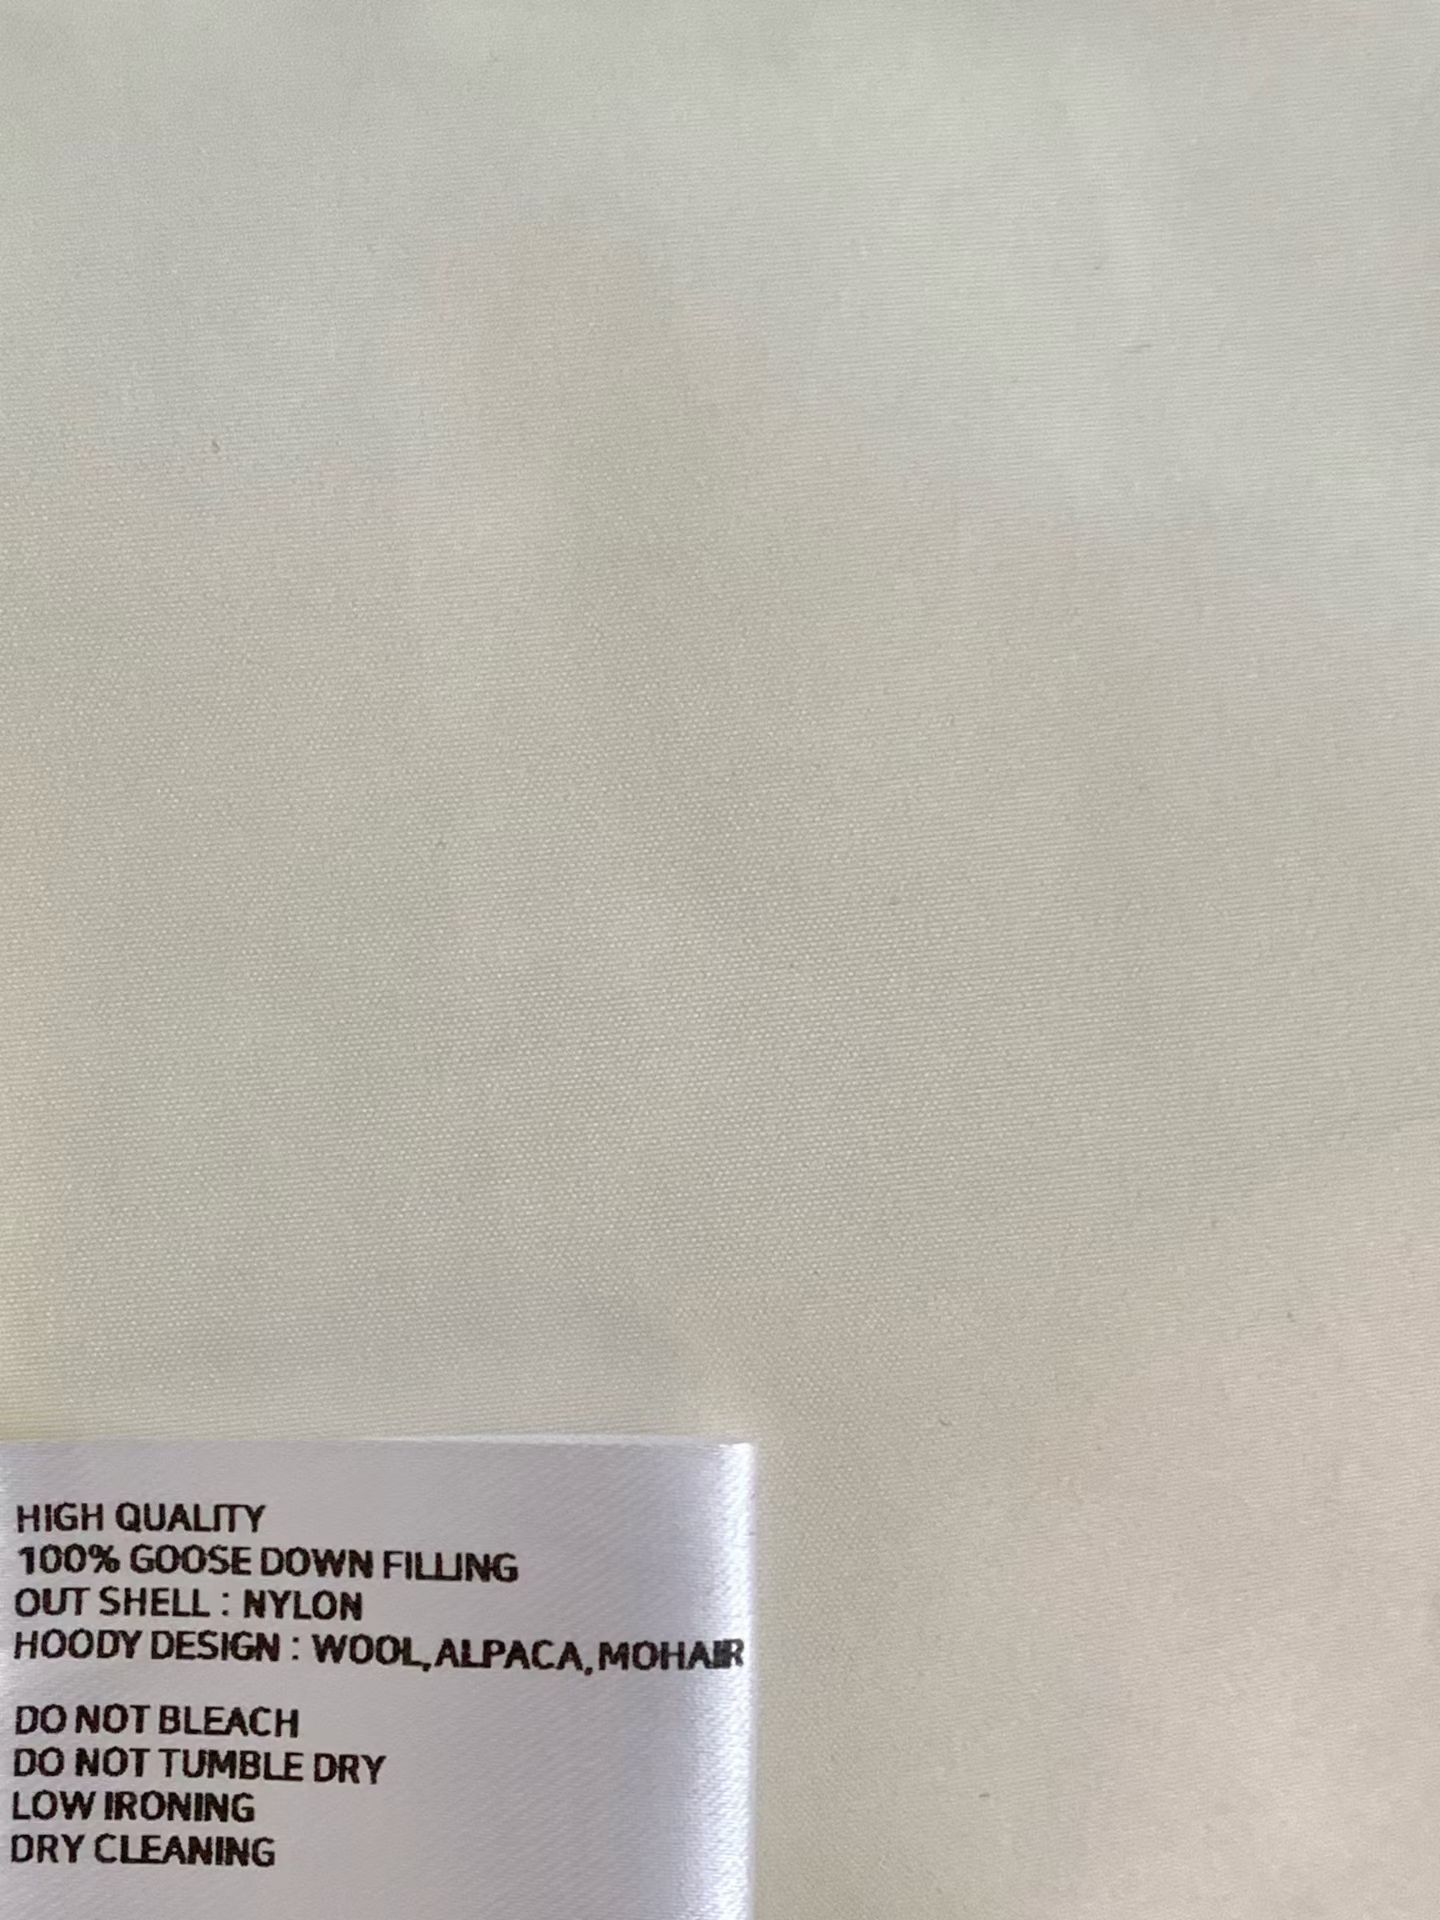 HIGH QUALITY
100% GOOSE DOWN FILLING
OUT SHELL : NYLON
HOODY DESIGN : WOOL,ALPACA,MOHAIR
DO NOT BLEACH
DO NOT TUMBLE DRY
LOW IRONING
DRY CLEANING